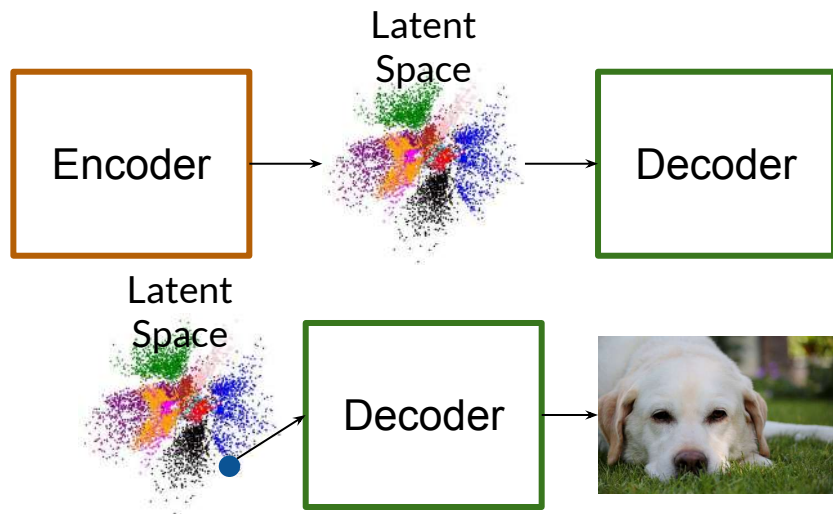 Latent
Space
Encoder
Decoder
Latent
Space
Decoder